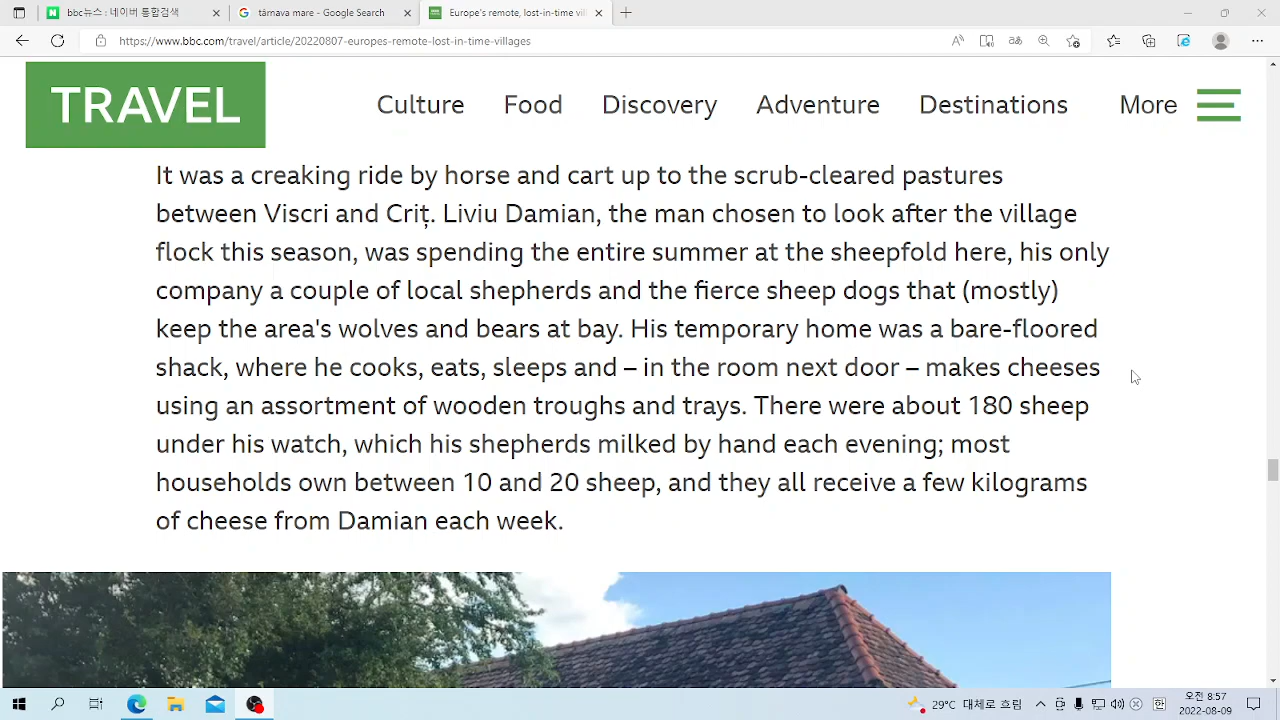 bbc뉴스 : 네이버 통합검색
târnava mare - Google Search
Europe's remote, lost-in-time vil
https://www.bbc.com/travel/article/20220807-europes-remote-lost-in-time-villages
TRAVEL
Culture Food Discovery Adventure Destinations More
It was a creaking ride by horse and cart up to the scrub-cleared pastures
between Viscri and Criț. Liviu Damian, the man chosen to look after the village
flock this season, was spending the entire summer at the sheepfold here, his only
company a couple of local shepherds and the fierce sheep dogs that (mostly)
keep the area's wolves and bears at bay. His temporary home was a bare-floored
shack, where he cooks, eats, sleeps and – in the room next door – makes cheeses
using an assortment of wooden troughs and trays. There were about 180 sheep
under his watch, which his shepherds milked by hand each evening; most
households own between 10 and 20 sheep, and they all receive a few kilograms
of cheese from Damian each week.
29°C 대체로 흐림
오후 8:57
2022-08-09